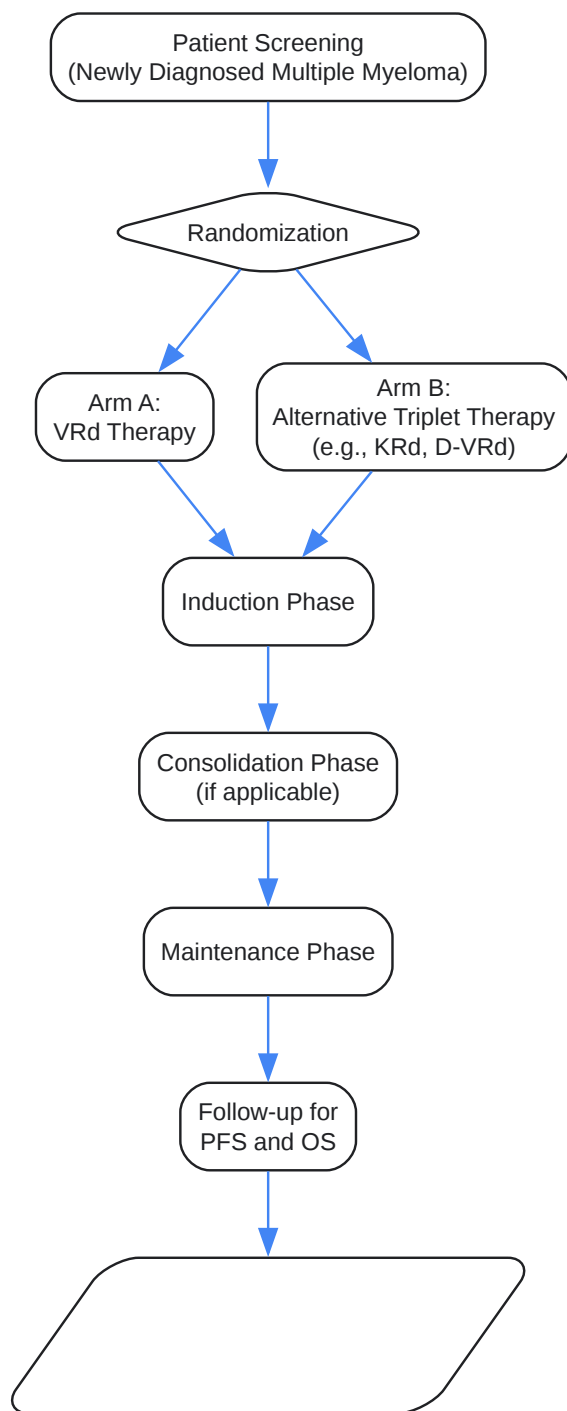 Patient Screening
(Newly Diagnosed Multiple Myeloma)
Randomization
Arm A:
VRd Therapy
Arm B:
Alternative Triplet Therapy
(e.g., KRd, D-VRd)
Induction Phase
Consolidation Phase
(if applicable)
Maintenance Phase
Follow-up for
PFS and OS